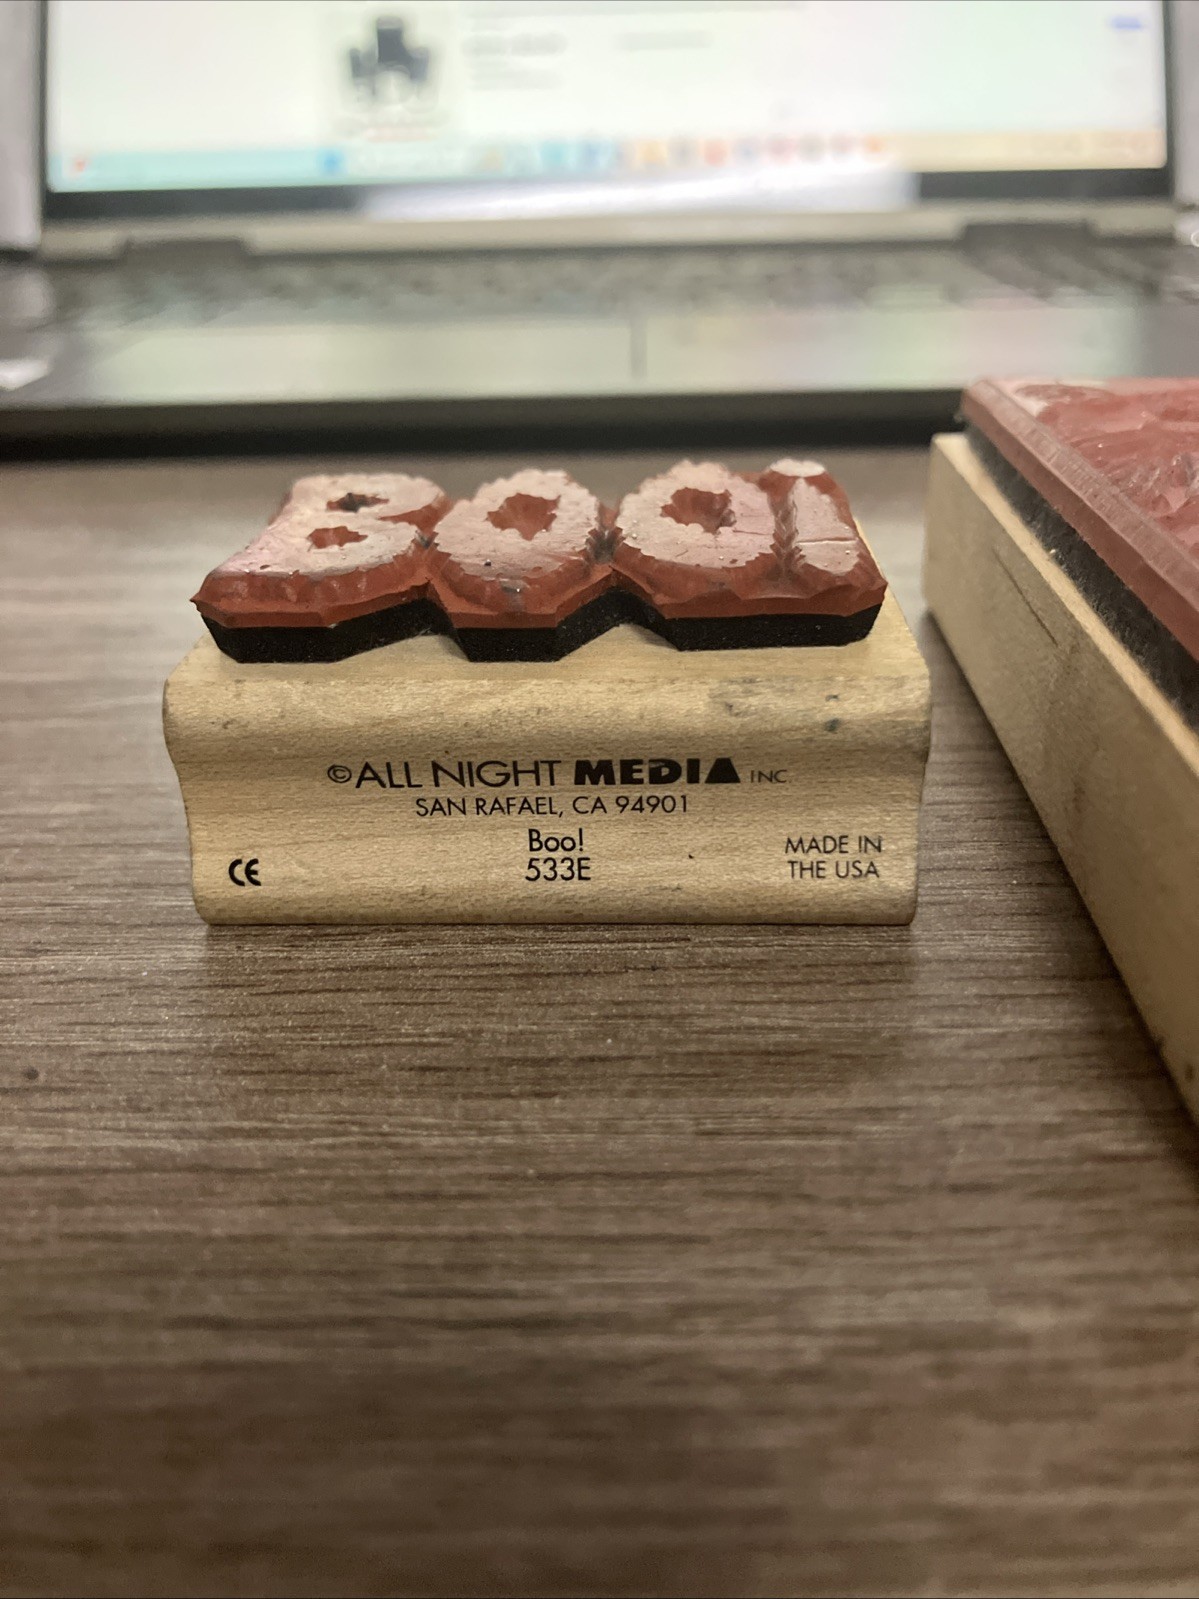 Boo!
©ALL NIGHT MEDIA INC.
SAN RAFAEL, CA 94901
Boo!
533E
CE
MADE IN
THE USA